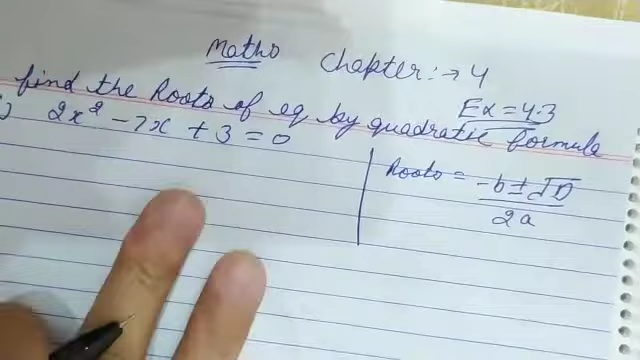 Maths Chapter :→ 4
Ex = 4.3
find the Roots of eq by quadratic formula
i) 2x² - 7x + 3 = 0
Roots = -b ± √D / 2a